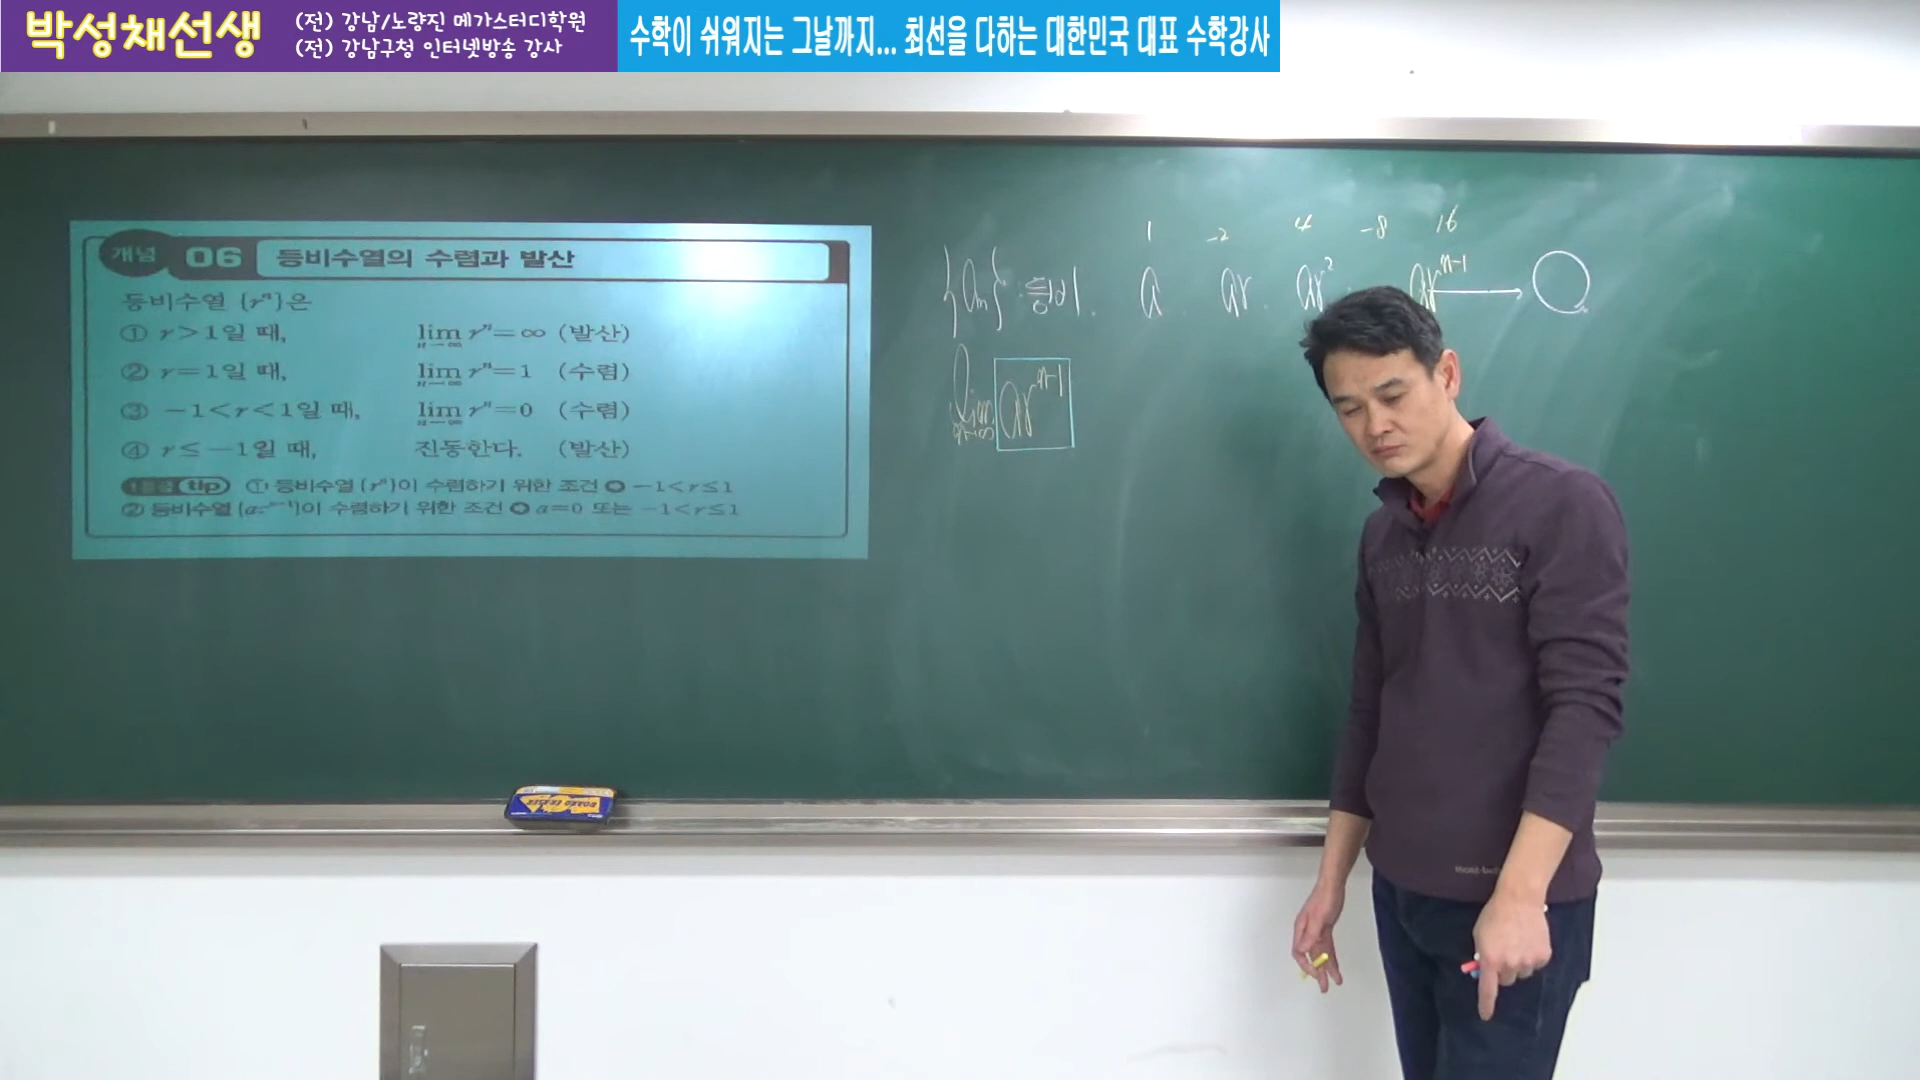 박성채선생
(전) 강남/노량진 메가스터디학원
(전) 강남구청 인터넷방송 강사
수학이 쉬워지는 그날까지... 최선을 다하는 대한민국 대표 수학강사
개념 06 등비수열의 수렴과 발산
등비수열 {rⁿ}은
① r>1일 때, lim n→∞ rⁿ=∞ (발산)
② r=1일 때, lim n→∞ rⁿ=1 (수렴)
③ -1<r<1일 때, lim n→∞ rⁿ=0 (수렴)
④ r≤-1일 때, 진동한다. (발산)
tip ① 등비수열 {rⁿ}이 수렴하기 위한 조건 -1<r≤1
② 등비수열 {arⁿ⁻¹}이 수렴하기 위한 조건 a=0 또는 -1<r≤1
1 -2 4 -8 16
{aₙ}: 등비. a. ar. ar² ··· arⁿ⁻¹ → ○
lim n→∞ arⁿ⁻¹